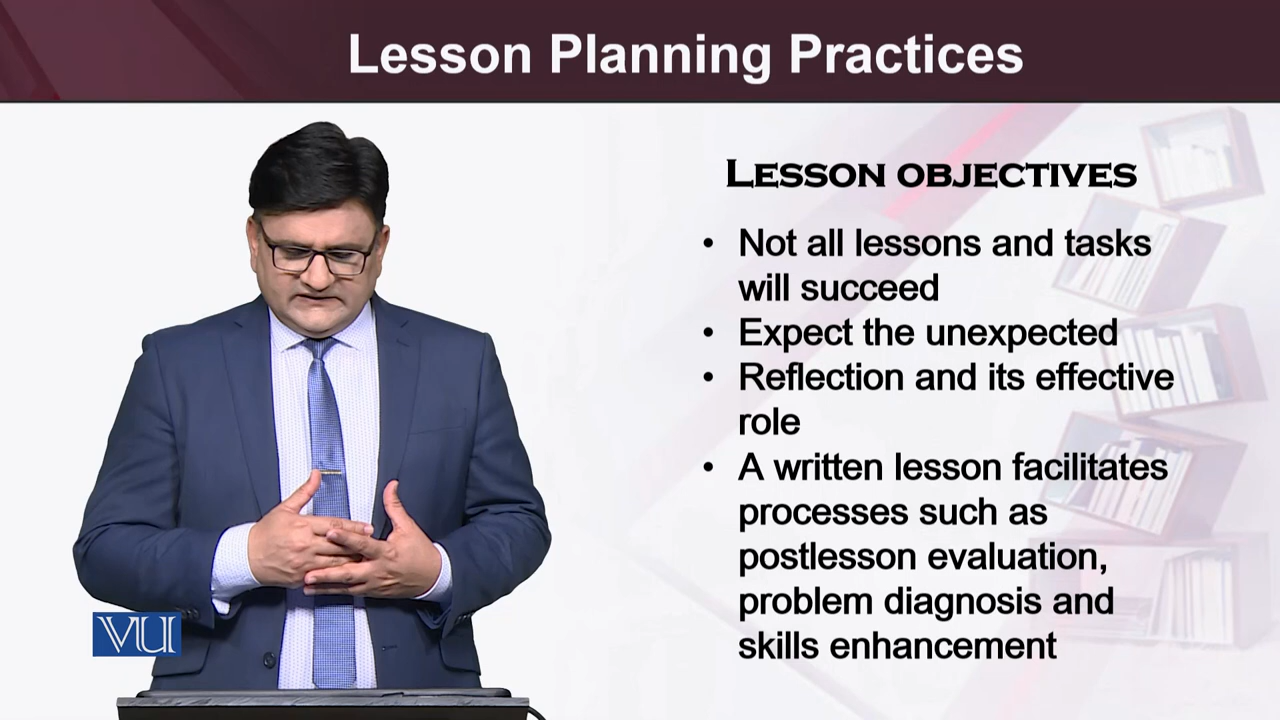 Lesson Planning Practices
LESSON OBJECTIVES
• Not all lessons and tasks
will succeed
• Expect the unexpected
• Reflection and its effective
role
• A written lesson facilitates
processes such as
postlesson evaluation,
problem diagnosis and
skills enhancement
VU